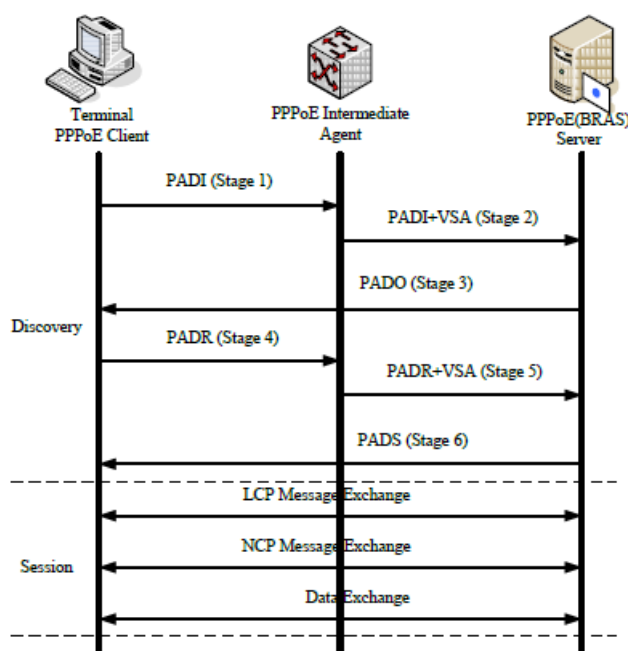 Terminal
PPPoE Client
PPPoE Intermediate
Agent
PPPoE(BRAS)
Server
PADI (Stage 1)
PADI+VSA (Stage 2)
PADO (Stage 3)
Discovery
PADR (Stage 4)
PADR+VSA (Stage 5)
PADS (Stage 6)
LCP Message Exchange
NCP Message Exchange
Session
Data Exchange